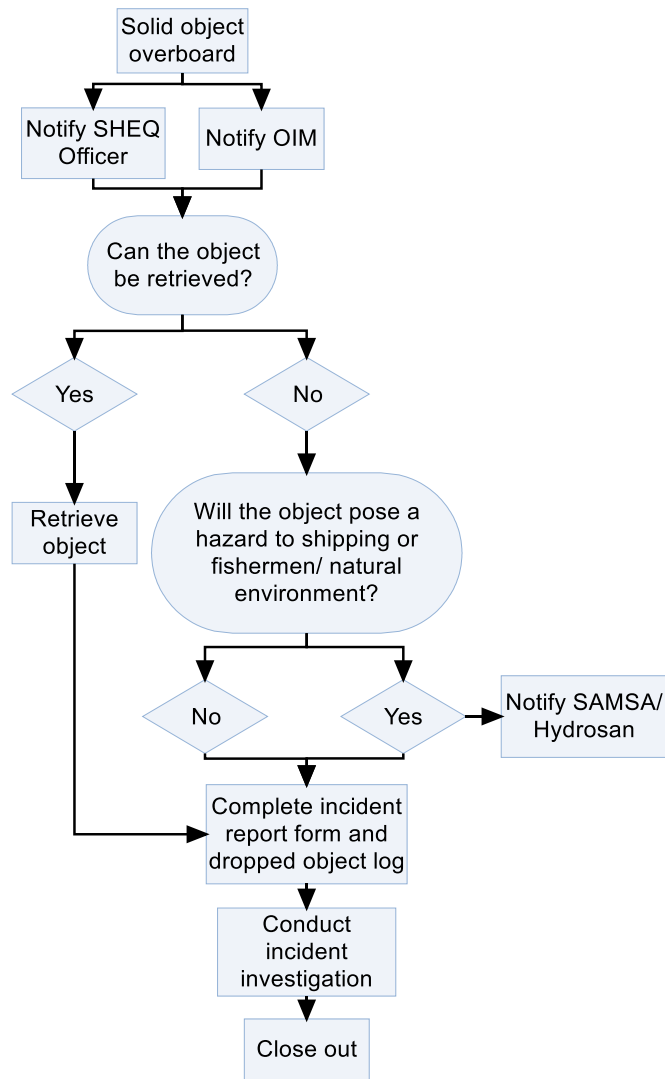 Solid object
overboard
Notify SHEQ
Officer
Notify OIM
Can the object
be retrieved?
Yes
No
Retrieve
object
Will the object pose a
hazard to shipping or
fishermen/ natural
environment?
No
Yes
Notify SAMSA/
Hydrosan
Complete incident
report form and
dropped object log
Conduct
incident
investigation
Close out